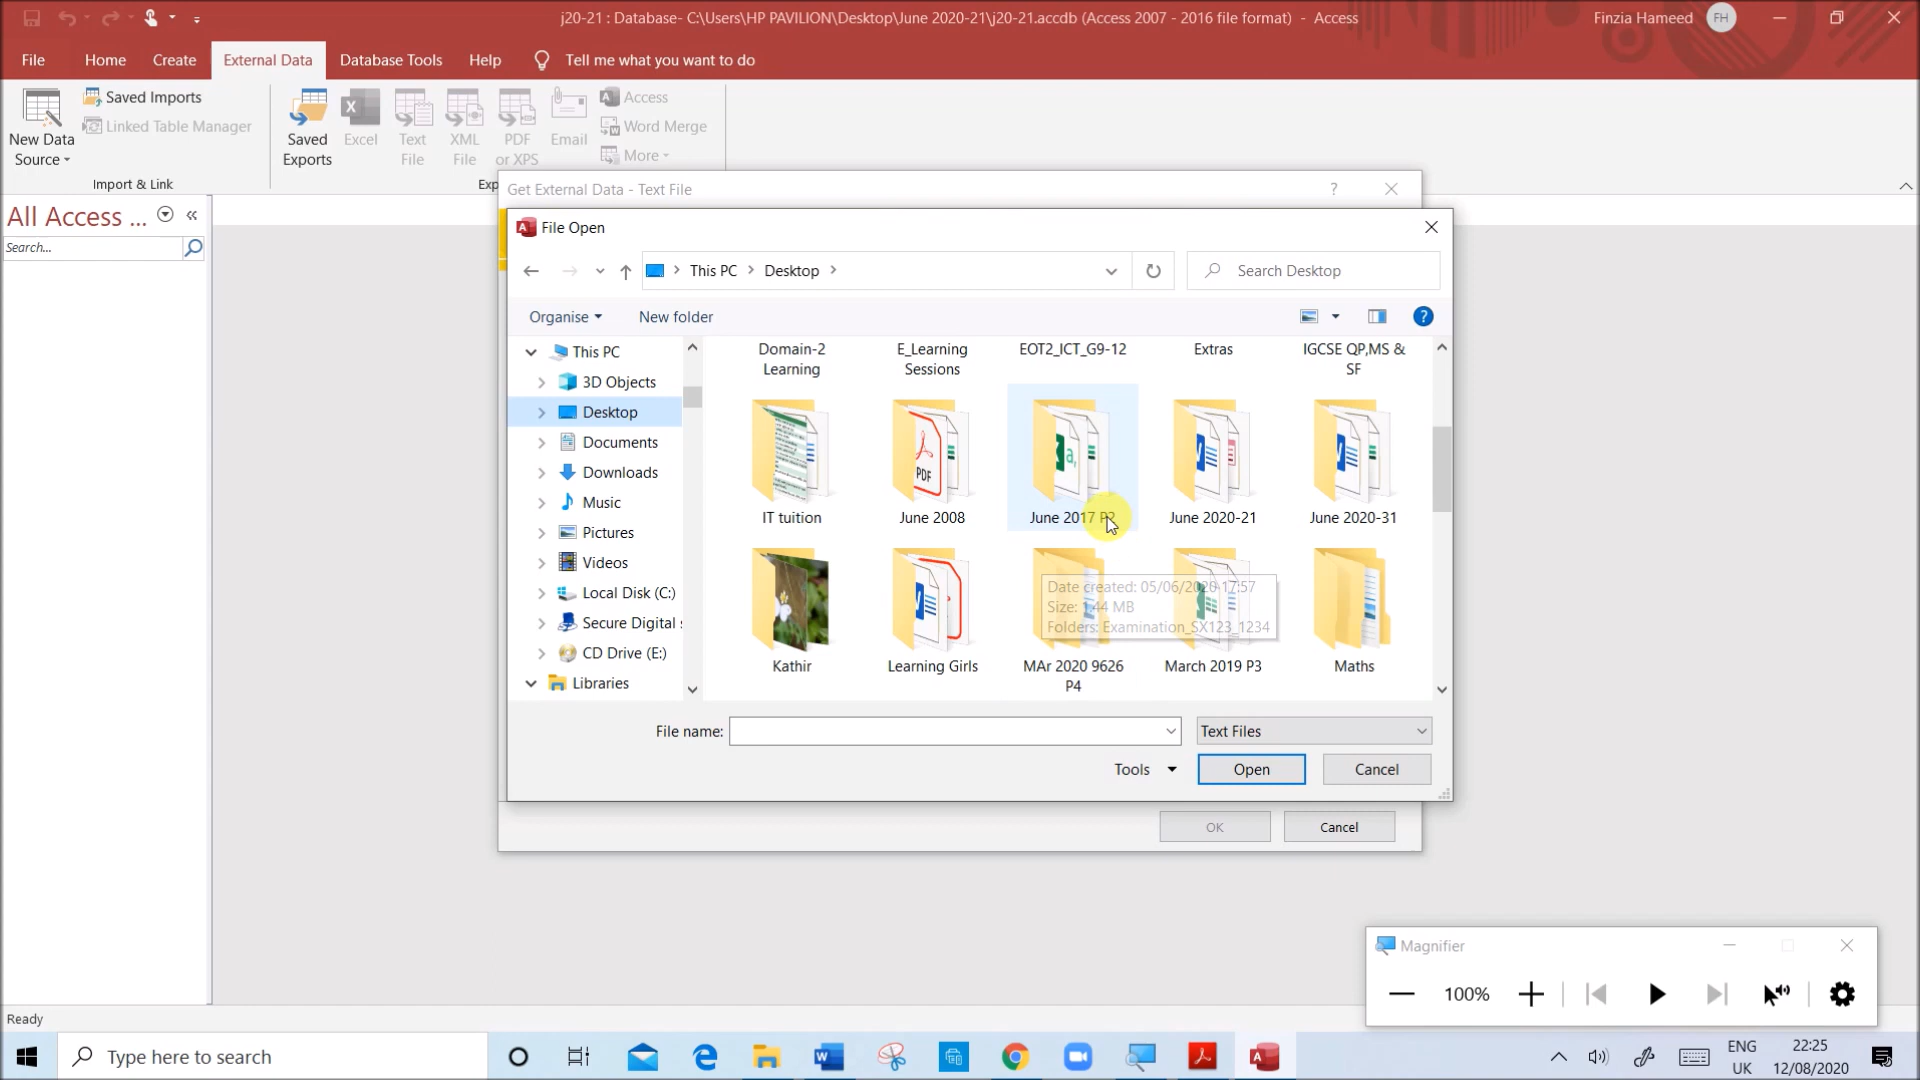 j20-21 : Database- C:\Users\HP PAVILION\Desktop\June 2020-21\j20-21.accdb (Access 2007 - 2016 file format) - Access
Finzia Hameed
FH
File
Home
Create
External Data
Database Tools
Help
Tell me what you want to do
New Data
Source
Saved Imports
Linked Table Manager
Import & Link
Saved
Exports
Excel
Text
File
XML
File
PDF
or XPS
Email
Access
Word Merge
More
Exp
All Access ...
Search...
Get External Data - Text File
?
File Open
This PC
Desktop
Search Desktop
Organise
New folder
?
This PC
3D Objects
Desktop
Documents
Downloads
Music
Pictures
Videos
Local Disk (C:)
Secure Digital
CD Drive (E:)
Libraries
Domain-2
Learning
E_Learning
Sessions
EOT2_ICT_G9-12
Extras
IGCSE QP,MS &
SF
PDF
a,
IT tuition
June 2008
June 2017 P2
June 2020-21
June 2020-31
Date created: 05/06/2020 17:57
Size: 1.44 MB
Folders: Examination_SX123_1234
Kathir
Learning Girls
MAr 2020 9626
P4
March 2019 P3
Maths
File name:
Text Files
Tools
Open
Cancel
OK
Cancel
Magnifier
100%
Ready
Type here to search
ENG
UK
22:25
12/08/2020